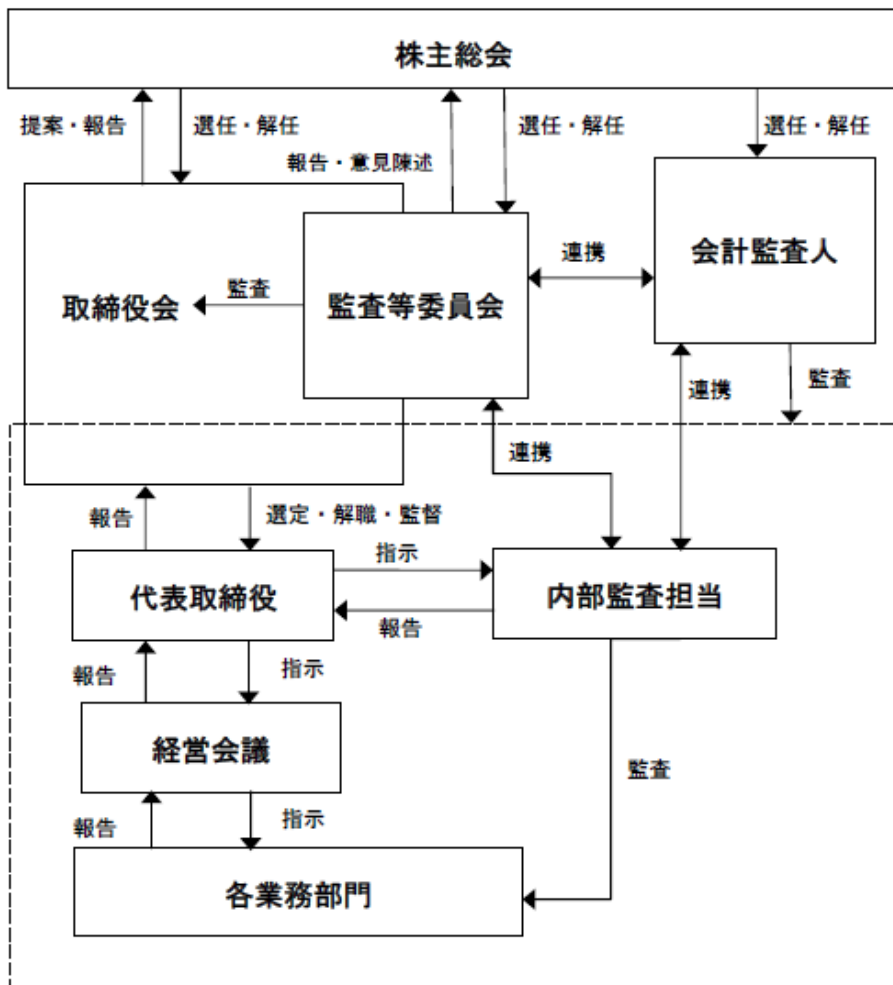 株主総会
提案・報告
選任・解任
報告・意見陳述
選任・解任
選任・解任
取締役会
監査
監査等委員会
連携
会計監査人
監査
連携
連携
報告
選定・解職・監督
代表取締役
指示
報告
内部監査担当
報告
指示
経営会議
監査
報告
指示
各業務部門